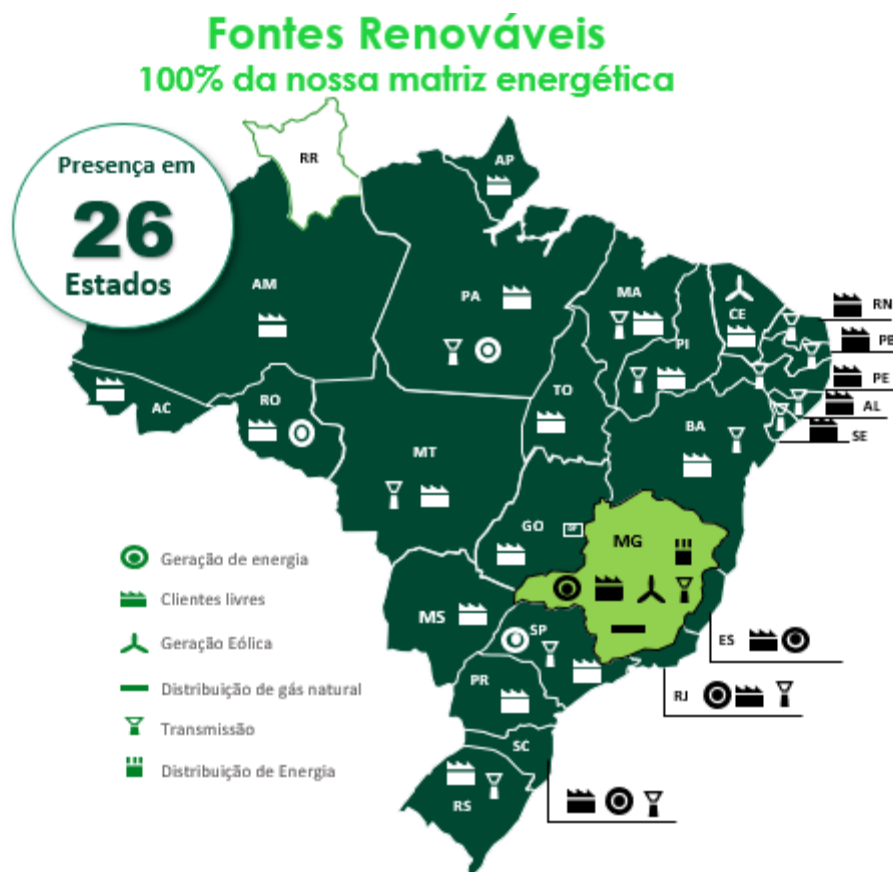 Fontes Renováveis
100% da nossa matriz energética
Presença em
26
Estados
RR
AP
AM
PA
MA
CE
RN
PB
PI
PE
AL
SE
AC
RO
TO
BA
MT
GO
DF
MG
MS
SP
ES
RJ
PR
SC
RS
Geração de energia
Clientes livres
Geração Eólica
Distribuição de gás natural
Transmissão
Distribuição de Energia